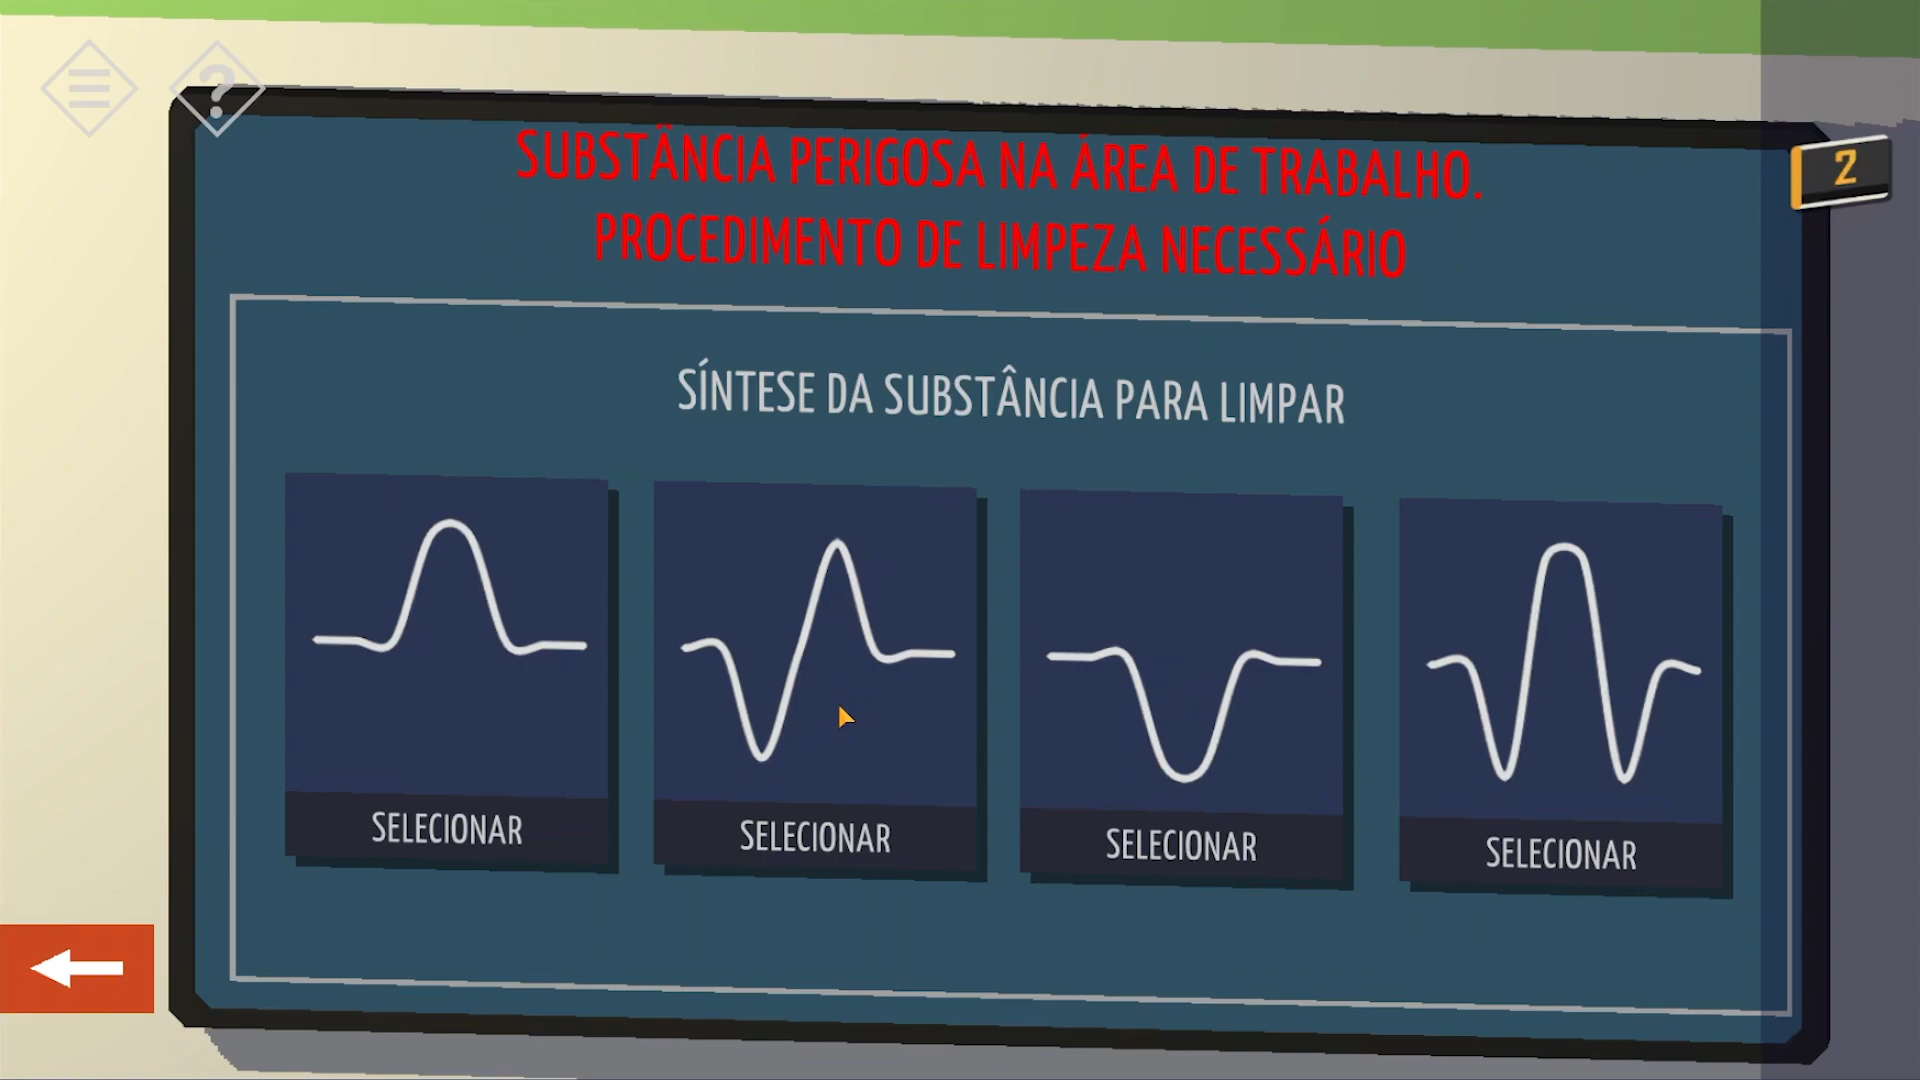 ?
SUBSTÂNCIA PERIGOSA NA ÁREA DE TRABALHO.
PROCEDIMENTO DE LIMPEZA NECESSÁRIO
2
SÍNTESE DA SUBSTÂNCIA PARA LIMPAR
SELECIONAR
SELECIONAR
SELECIONAR
SELECIONAR